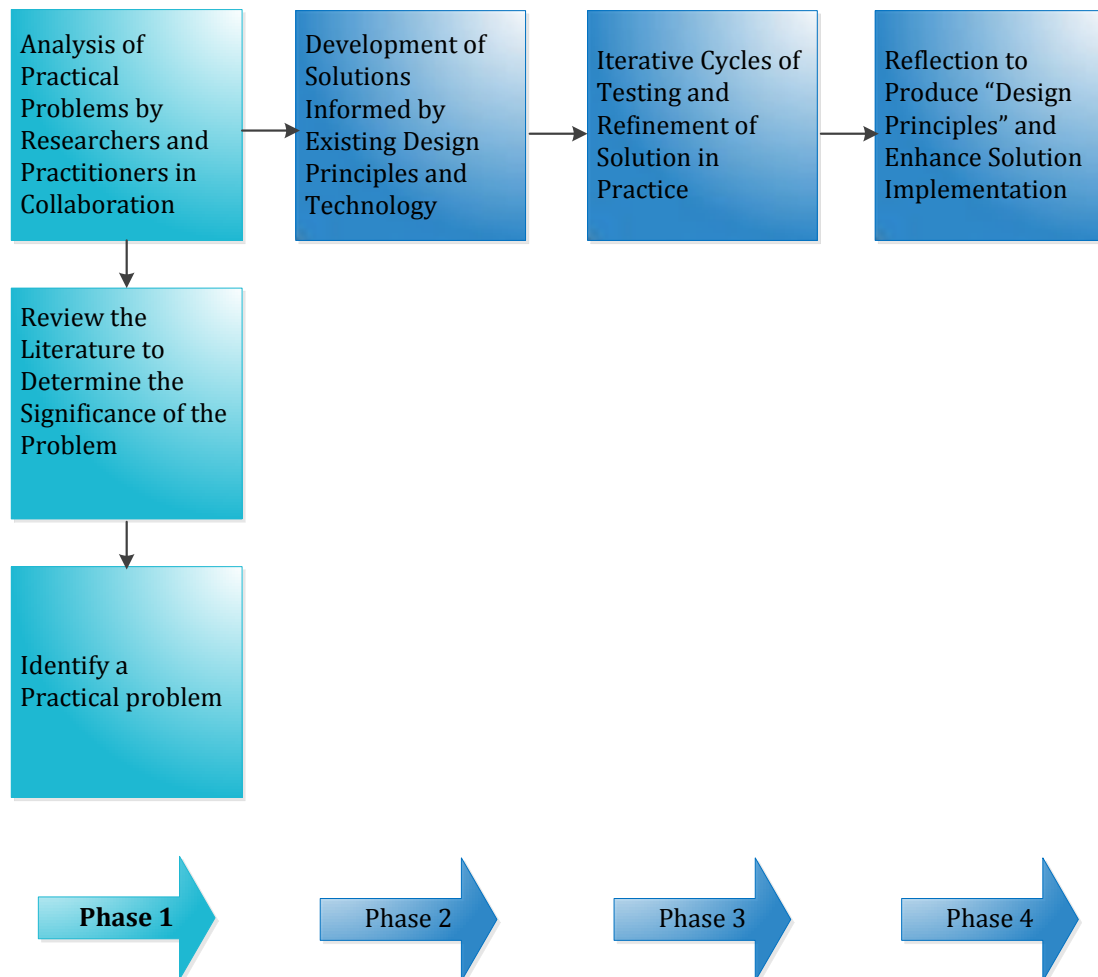 Analysis of
Practical
Problems by
Researchers and
Practitioners in
Collaboration
Development of
Solutions
Informed by
Existing Design
Principles and
Technology
Iterative Cycles of
Testing and
Refinement of
Solution in
Practice
Reflection to
Produce “Design
Principles” and
Enhance Solution
Implementation
Review the
Literature to
Determine the
Significance of the
Problem
Identify a
Practical problem
Phase 1
Phase 2
Phase 3
Phase 4